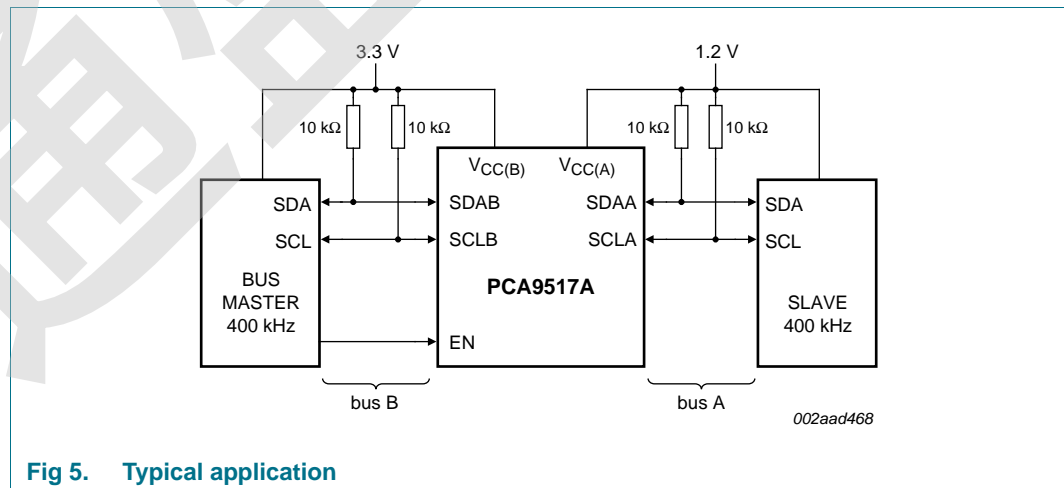 3.3 V
1.2 V
10 kΩ
10 kΩ
10 kΩ
10 kΩ
VCC(B)
VCC(A)
SDA
SDAB
SDAA
SDA
SCL
SCLB
SCLA
SCL
PCA9517A
BUS
MASTER
400 kHz
SLAVE
400 kHz
EN
bus B
bus A
002aad468
Fig 5. Typical application